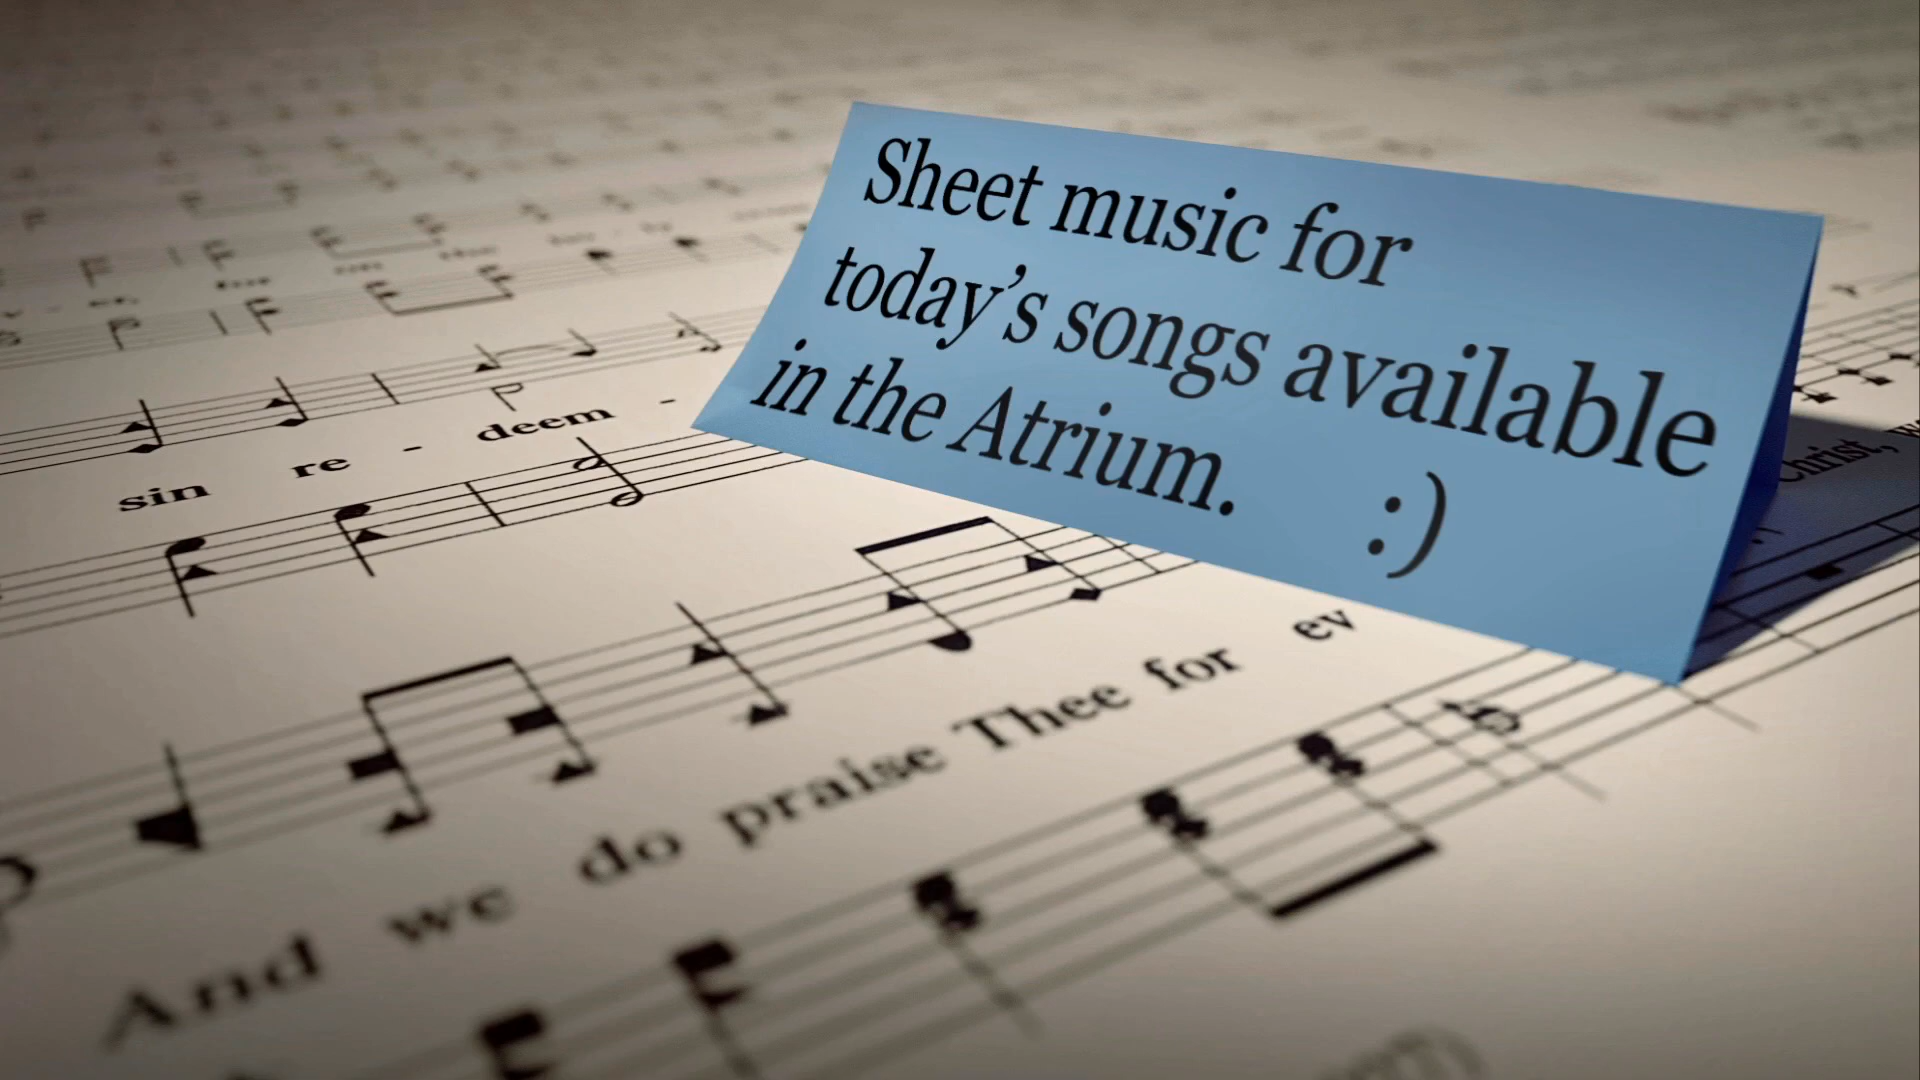 Sheet music for
today’s songs available
in the Atrium.
:)
sin re - deem -
Christ,
And we do praise Thee for ev